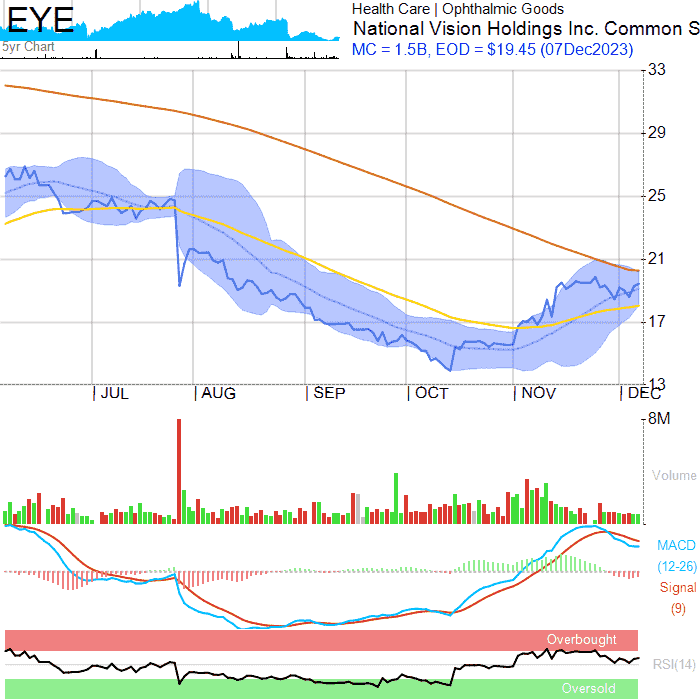 EYE
5yr Chart
Health Care | Ophthalmic Goods
National Vision Holdings Inc. Common S
MC = 1.5B, EOD = $19.45 (07Dec2023)
33
29
25
21
17
13
JUL
AUG
SEP
OCT
NOV
DEC
8M
Volume
MACD
(12-26)
Signal
(9)
Overbought
RSI(14)
Oversold